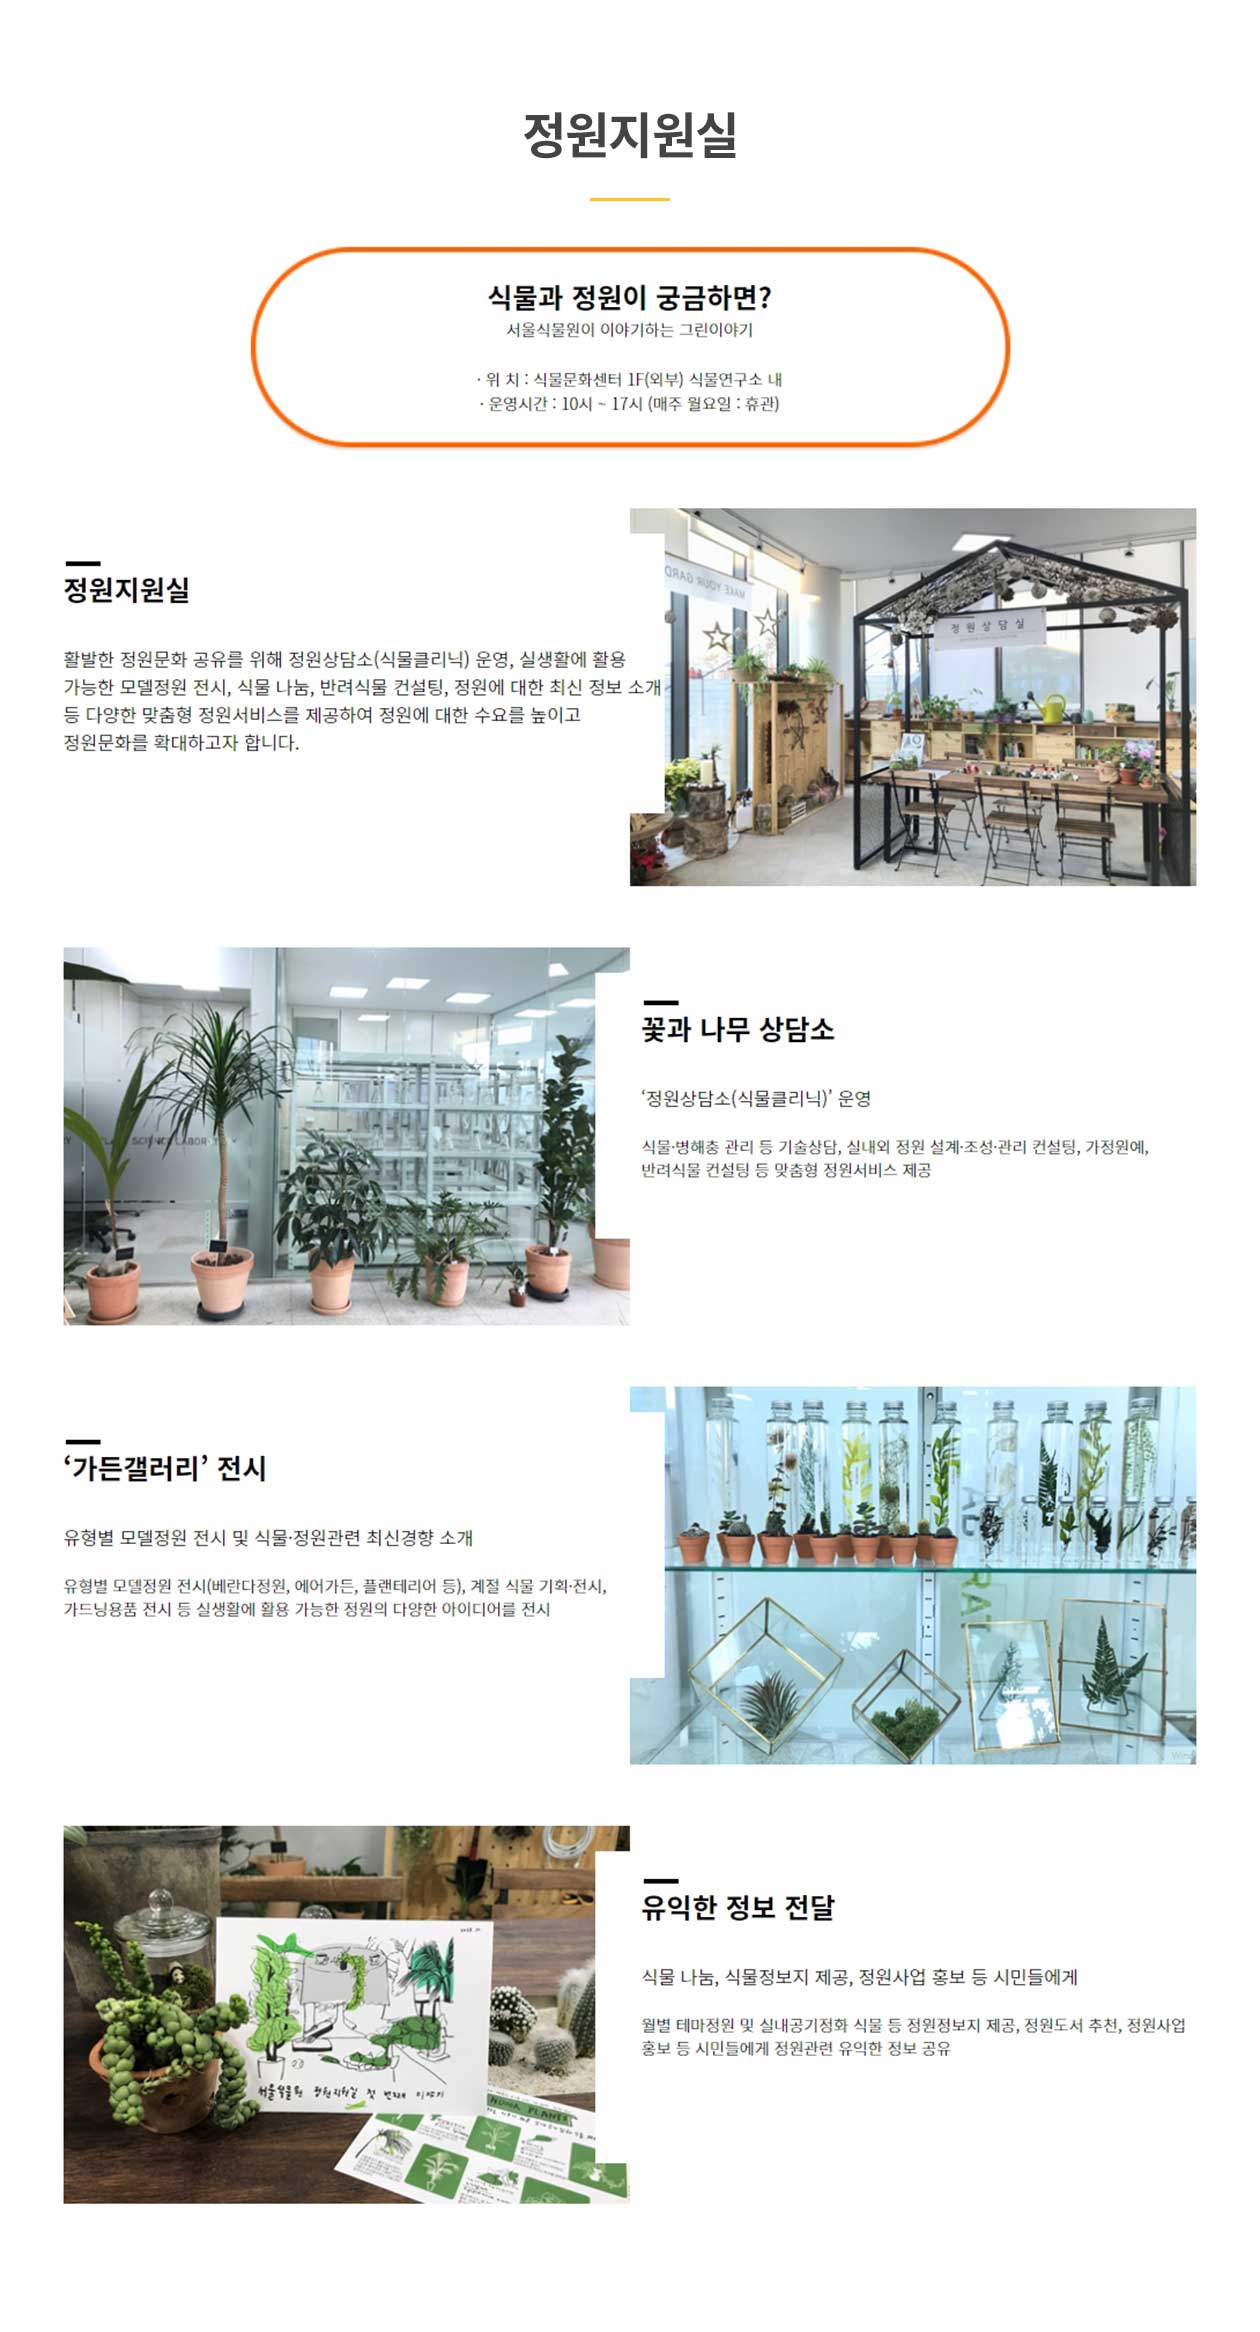 정원지원실
식물과 정원이 궁금하면?
서울식물원이 이야기하는 그린이야기
· 위 치 : 식물문화센터 1F(외부) 식물연구소 내
· 운영시간 : 10시 ~ 17시 (매주 월요일 : 휴관)
정원지원실
활발한 정원문화 공유를 위해 정원상담소(식물클리닉) 운영, 실생활에 활용
가능한 모델정원 전시, 식물 나눔, 반려식물 컨설팅, 정원에 대한 최신 정보 소개
등 다양한 맞춤형 정원서비스를 제공하여 정원에 대한 수요를 높이고
정원문화를 확대하고자 합니다.
MAKE YOUR GARD
정원상담실
SCIENCE LABOR
꽃과 나무 상담소
‘정원상담소(식물클리닉)’ 운영
식물·병해충 관리 등 기술상담, 실내외 정원 설계·조성·관리 컨설팅, 가정원예,
반려식물 컨설팅 등 맞춤형 정원서비스 제공
‘가든갤러리’ 전시
유형별 모델정원 전시 및 식물·정원관련 최신경향 소개
유형별 모델정원 전시(베란다정원, 에어가든, 플랜테리어 등), 계절 식물 기획·전시,
가드닝용품 전시 등 실생활에 활용 가능한 정원의 다양한 아이디어를 전시
서울식물원 정원지원실 첫 번째 이야기
유익한 정보 전달
식물 나눔, 식물정보지 제공, 정원사업 홍보 등 시민들에게
월별 테마정원 및 실내공기정화 식물 등 정원정보지 제공, 정원도서 추천, 정원사업
홍보 등 시민들에게 정원관련 유익한 정보 공유